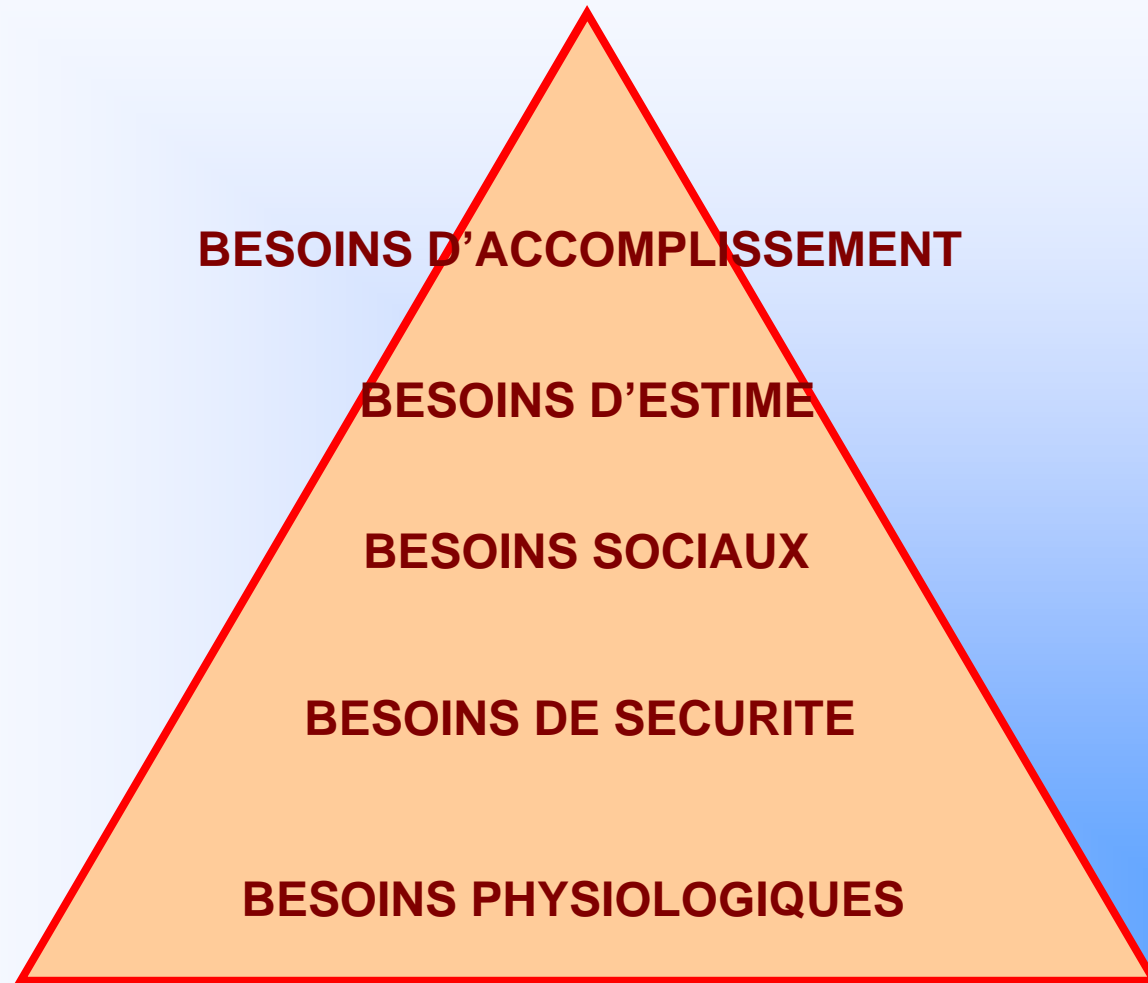 BESOINS D’ACCOMPLISSEMENT
BESOINS D’ESTIME
BESOINS SOCIAUX
BESOINS DE SECURITE
BESOINS PHYSIOLOGIQUES